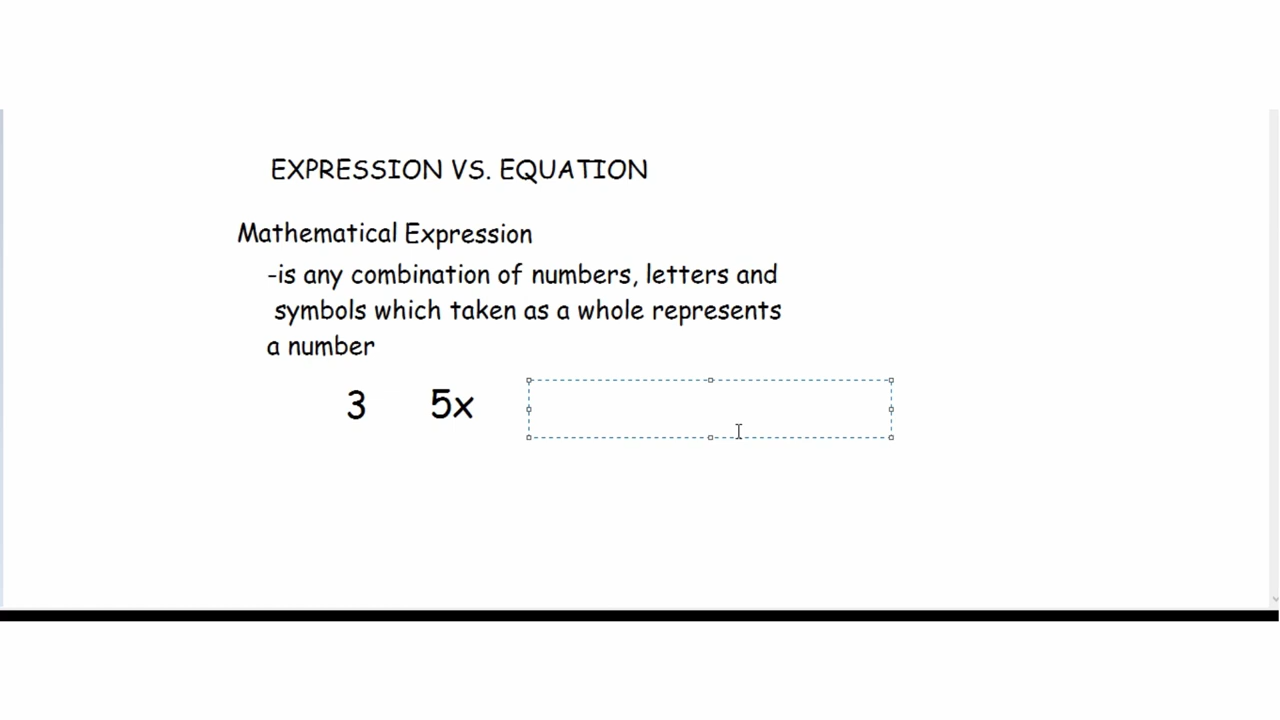 EXPRESSION VS. EQUATION
Mathematical Expression
-is any combination of numbers, letters and
symbols which taken as a whole represents
a number
3 5x